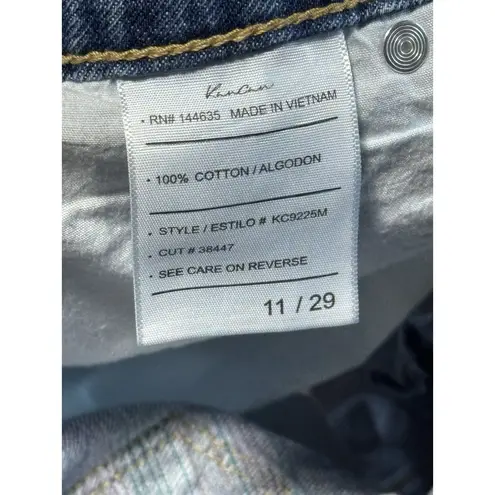 KanCan
· RN# 144635 MADE IN VIETNAM
· 100% COTTON / ALGODON
· STYLE / ESTILO # KC9225M
· CUT # 38447
· SEE CARE ON REVERSE
11 / 29